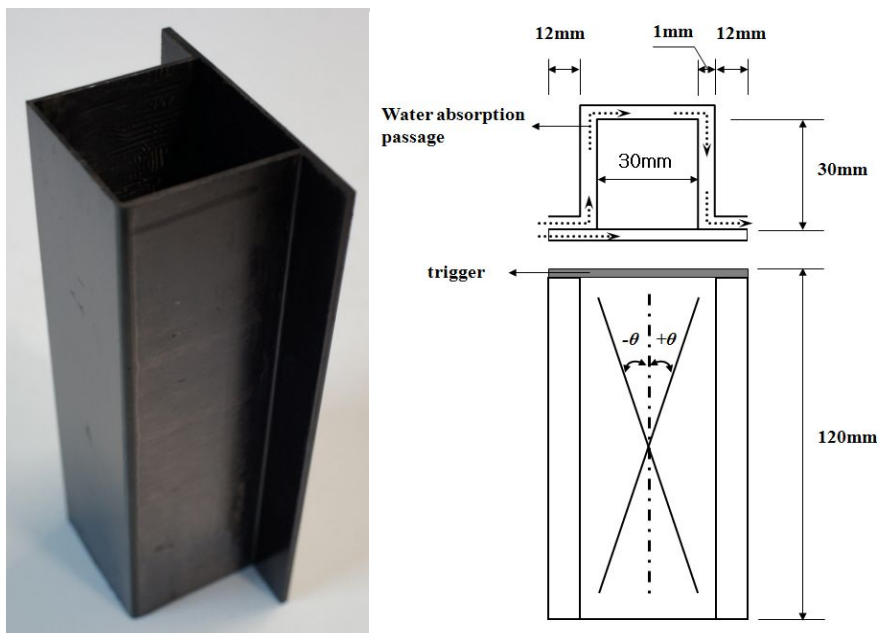 12mm
1mm
12mm
Water absorption
passage
30mm
30mm
trigger
-θ
+θ
120mm